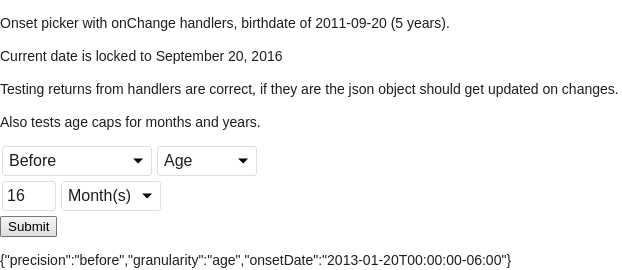 Onset picker with onChange handlers, birthdate of 2011-09-20 (5 years).
Current date is locked to September 20, 2016
Testing returns from handlers are correct, if they are the json object should get updated on changes.
Also tests age caps for months and years.
Before Age
16 Month(s)
Submit
{"precision":"before","granularity":"age","onsetDate":"2013-01-20T00:00:00-06:00"}